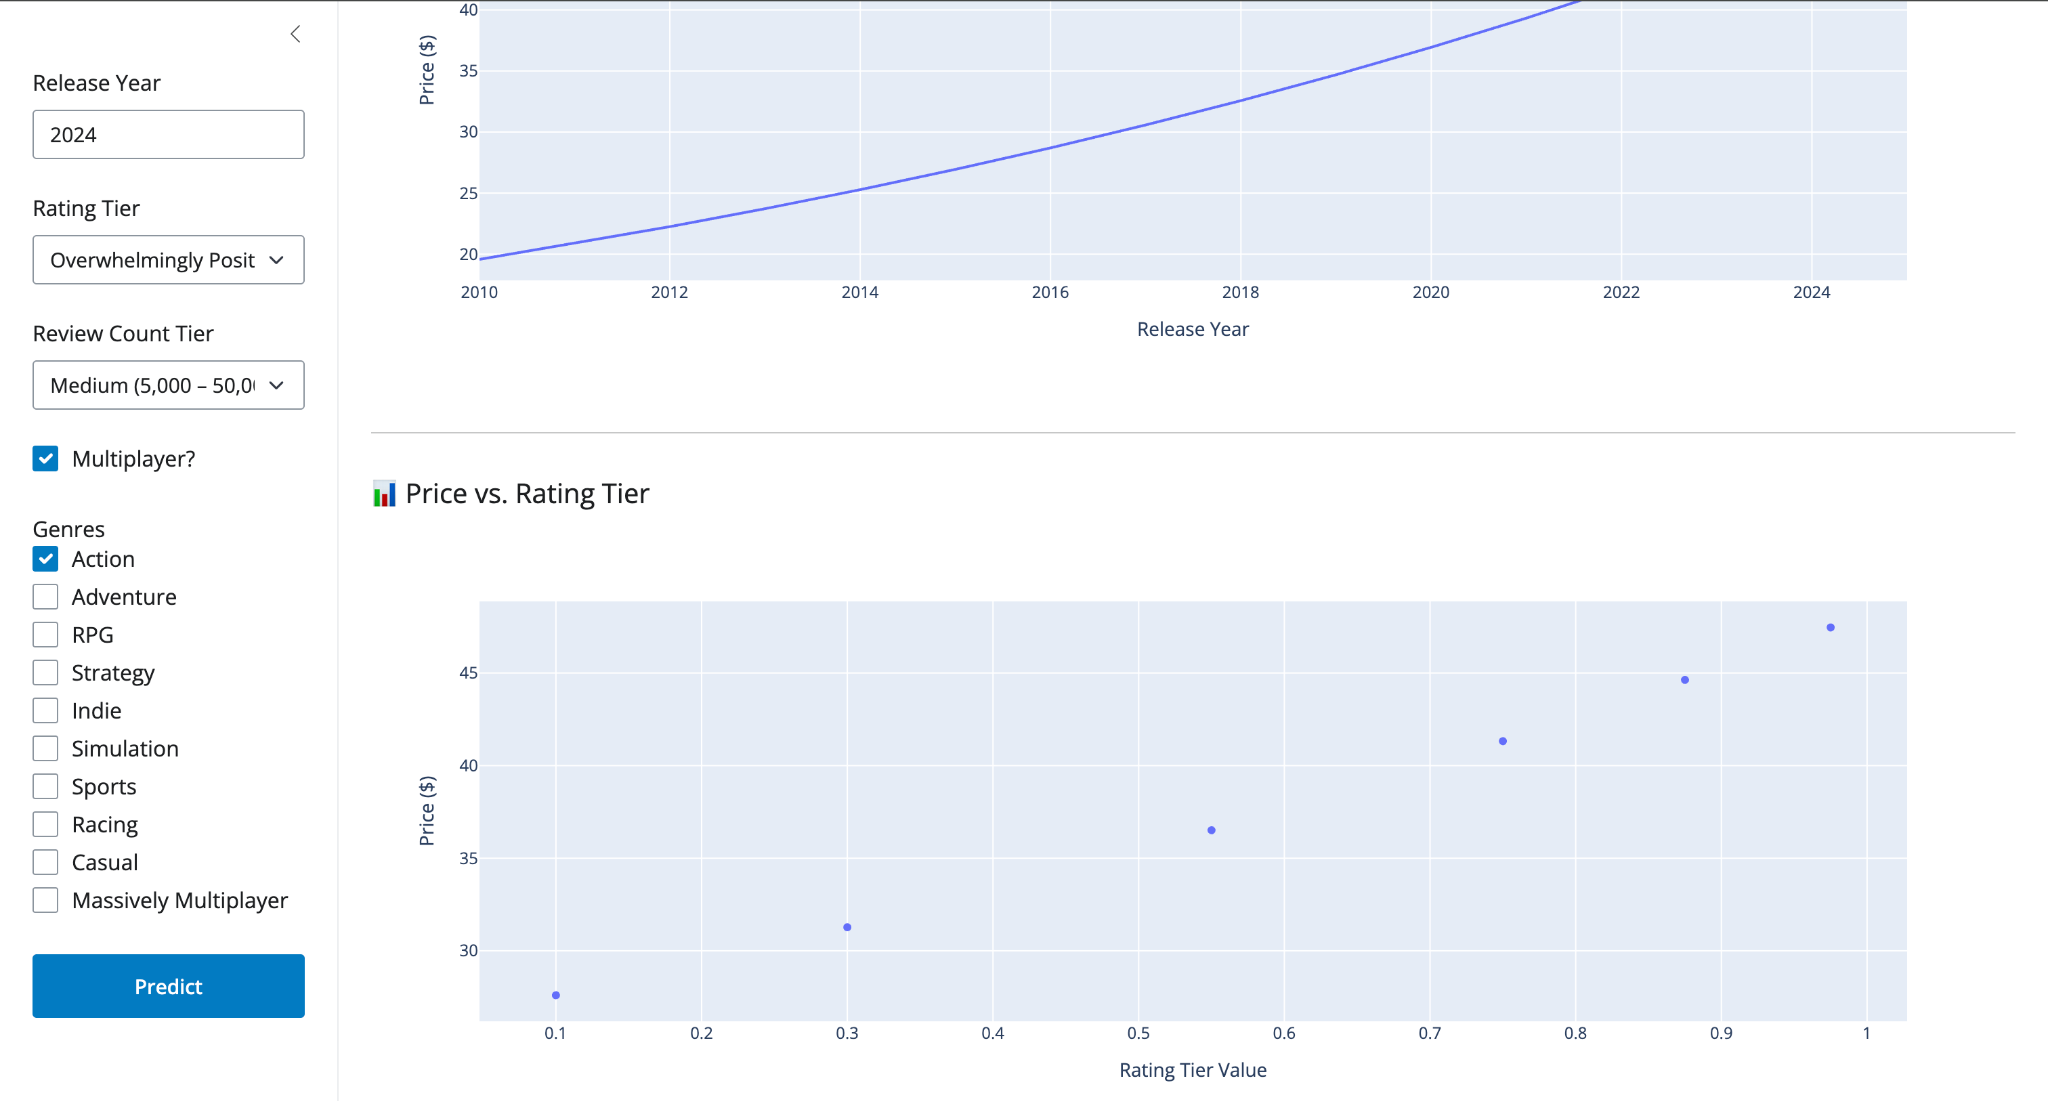 Release Year
2024
Rating Tier
Overwhelmingly Posit
Review Count Tier
Medium (5,000 – 50,0
Multiplayer?
Genres
Action
Adventure
RPG
Strategy
Indie
Simulation
Sports
Racing
Casual
Massively Multiplayer
Predict
Price ($)
40
35
30
25
20
2010 2012 2014 2016 2018 2020 2022 2024
Release Year
Price vs. Rating Tier
Price ($)
45
40
35
30
0.1 0.2 0.3 0.4 0.5 0.6 0.7 0.8 0.9 1
Rating Tier Value